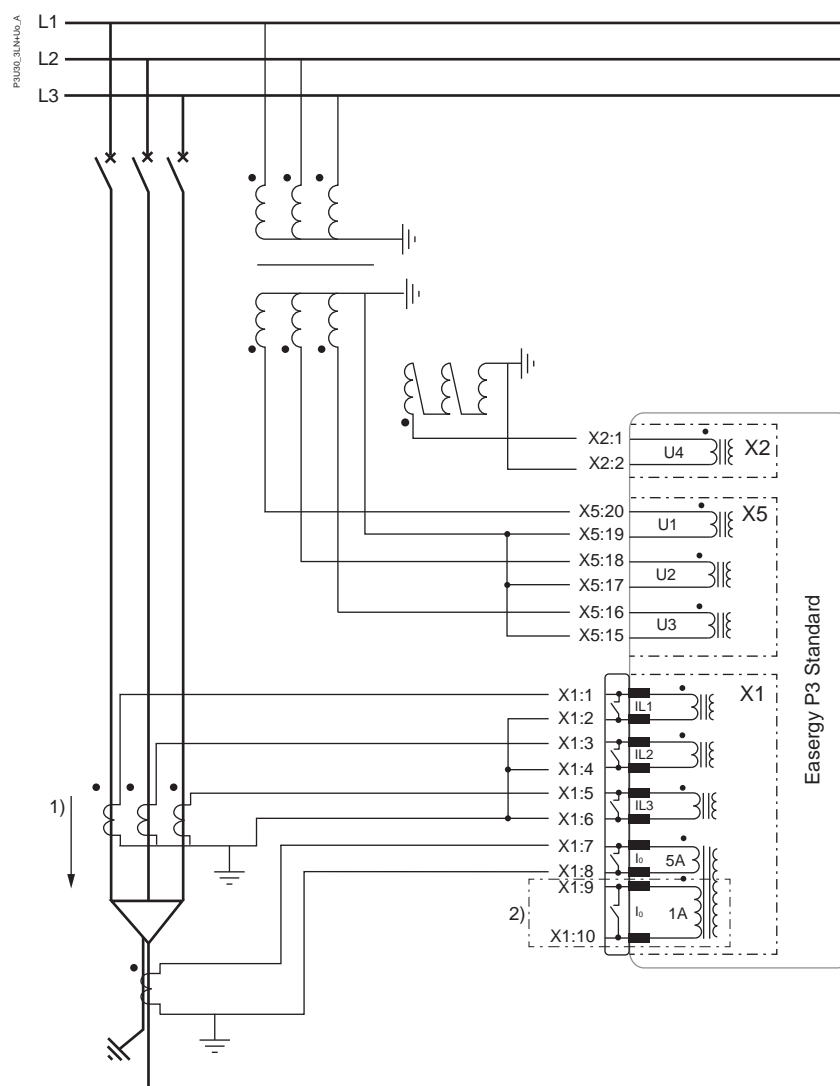 P3U30_3LN+Uo_A
L1
L2
L3
X2:1
X2:2
U4
X2
X5:20
X5:19
U1
X5
X5:18
X5:17
U2
X5:16
X5:15
U3
Easergy P3 Standard
X1:1
X1:2
IL1
X1
X1:3
X1:4
IL2
X1:5
X1:6
IL3
1)
X1:7
X1:8
I₀
5A
X1:9
X1:10
I₀
1A
2)